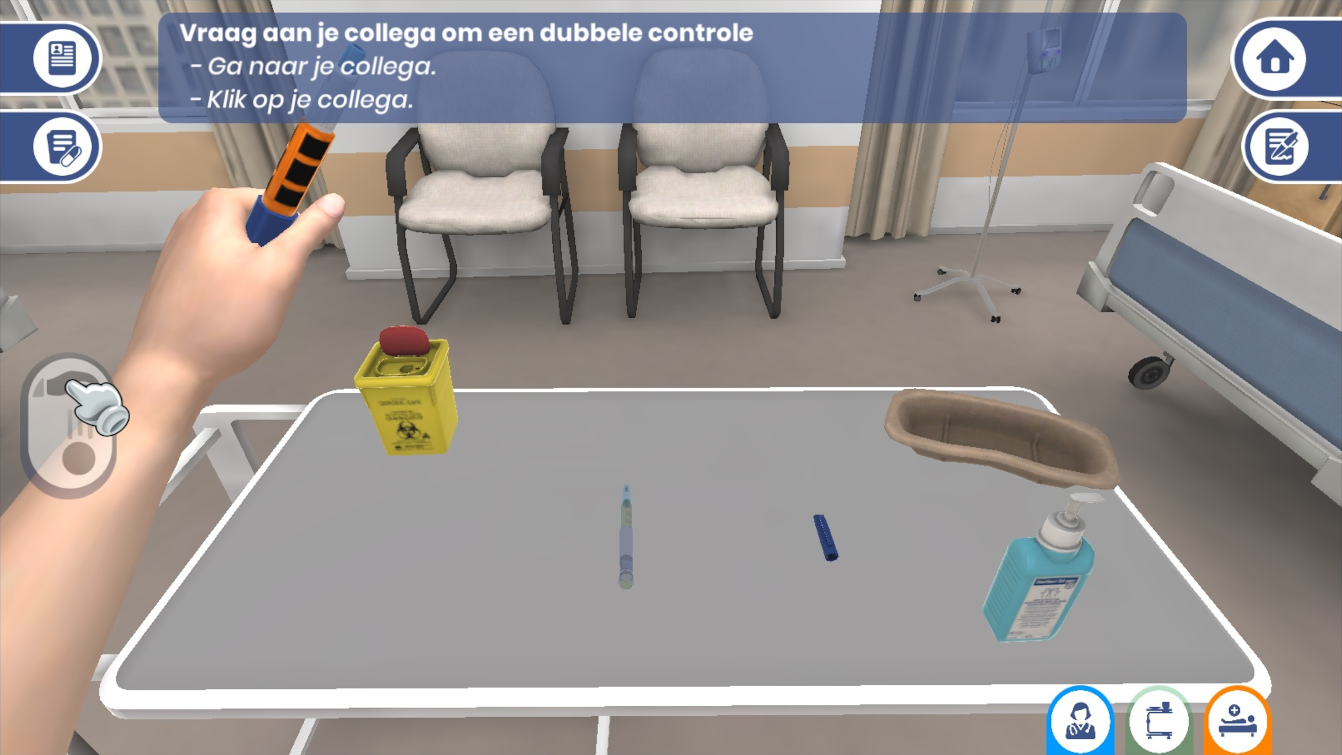 Vraag aan je collega om een dubbele controle
- Ga naar je collega.
- Klik op je collega.